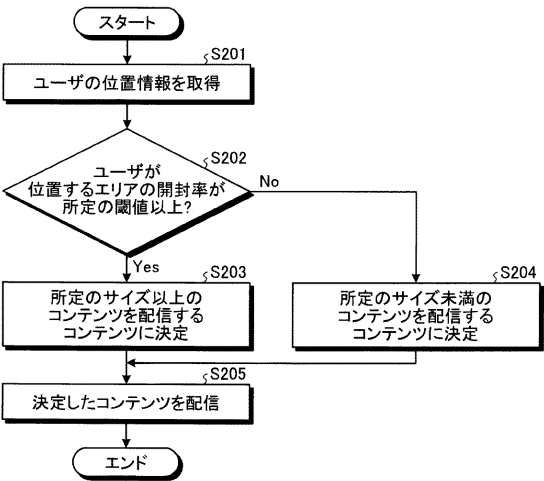 スタート
S201
ユーザの位置情報を取得
S202
ユーザが
位置するエリアの開封率が
所定の閾値以上?
No
Yes
S203
所定のサイズ以上の
コンテンツを配信する
コンテンツに決定
S204
所定のサイズ未満の
コンテンツを配信する
コンテンツに決定
S205
決定したコンテンツを配信
エンド